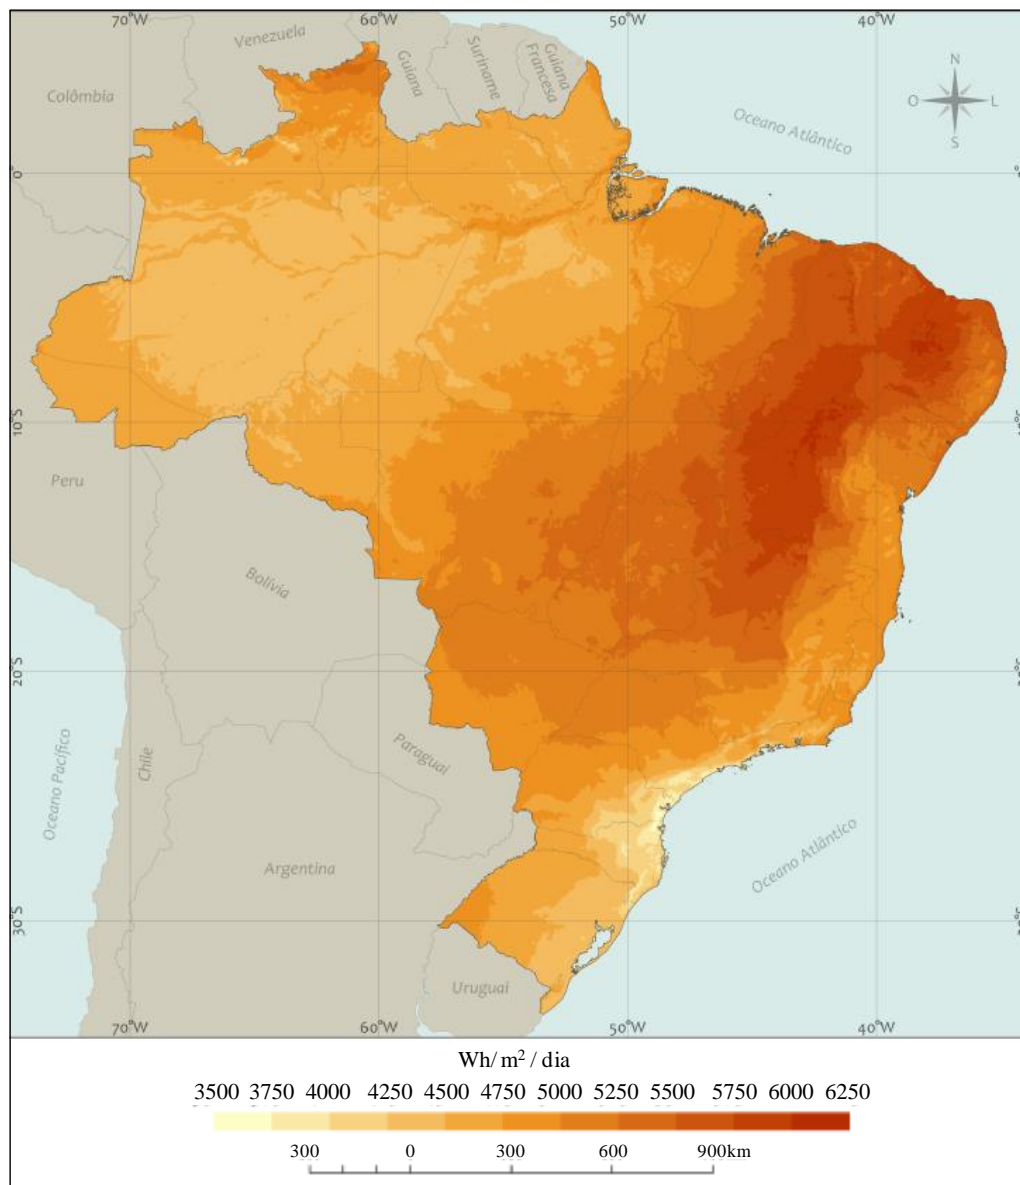 70°W 60°W 50°W 40°W
Venezuela
Guiana
Suriname
Guiana
Francesa
Colômbia
N
O L
S
Oceano Atlântico
0
Peru
10°S
Bolívia
20°S
Oceano Pacífico
Chile
Paraguai
Oceano Atlântico
Argentina
30°S
Uruguai
70°W 60°W 50°W 40°W
Wh/ m² / dia
3500 3750 4000 4250 4500 4750 5000 5250 5500 5750 6000 6250
300 0 300 600 900km